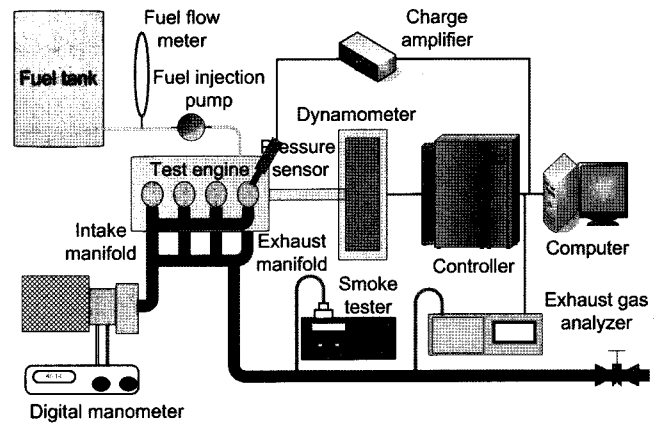 Fuel flow
meter
Charge
amplifier
Fuel tank
Fuel injection
pump
Dynamometer
Pressure
sensor
Test engine
Intake
manifold
Exhaust
manifold
Controller
Computer
Smoke
tester
Exhaust gas
analyzer
Digital manometer